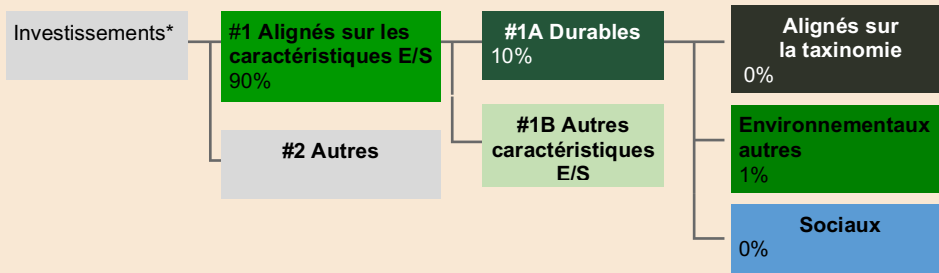 Investissements*
#1 Alignés sur les
caractéristiques E/S
90%
#2 Autres
#1A Durables
10%
#1B Autres
caractéristiques
E/S
Alignés sur
la taxinomie
0%
Environnementaux
autres
1%
Sociaux
0%